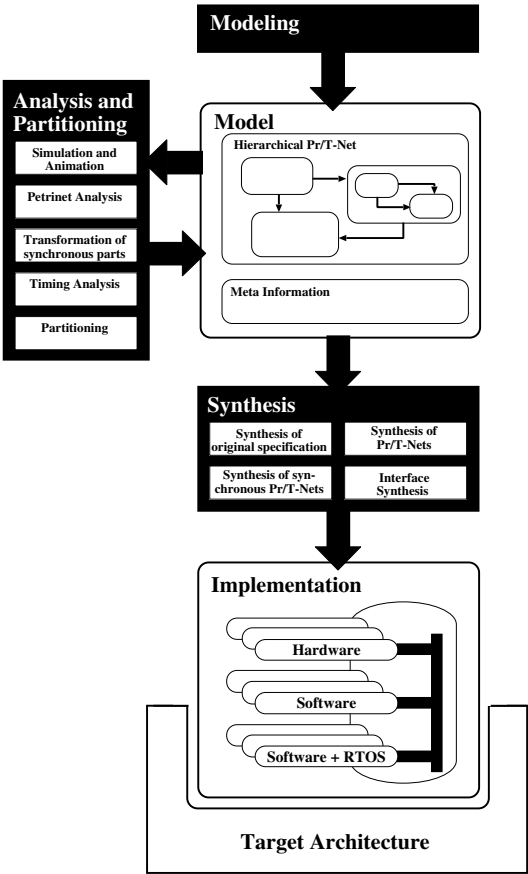 Modeling
Analysis and
Partitioning
Simulation and
Animation
Petrinet Analysis
Transformation of
synchronous parts
Timing Analysis
Partitioning
Model
Hierarchical Pr/T-Net
Meta Information
Synthesis
Synthesis of
original specification
Synthesis of
Pr/T-Nets
Synthesis of syn-
chronous Pr/T-Nets
Interface
Synthesis
Implementation
Hardware
Software
Software + RTOS
Target Architecture